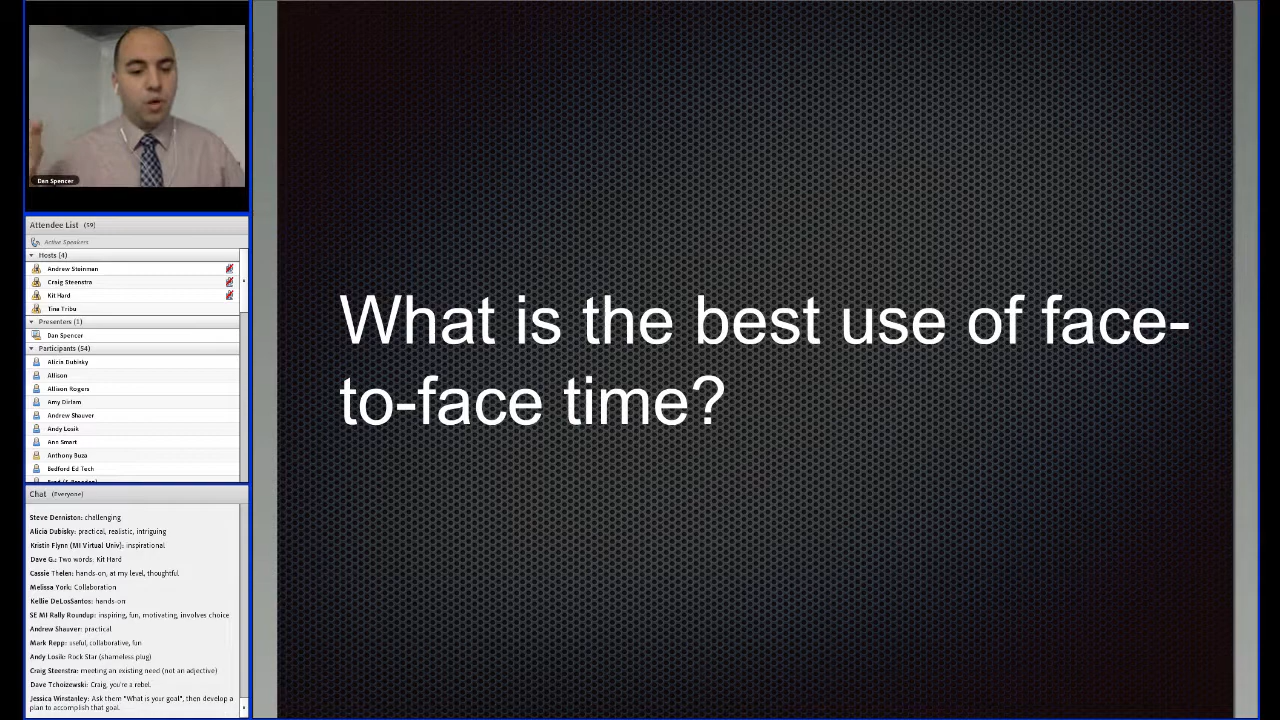 Dan Spencer
Attendee List (59)
Active Speakers
Hosts (4)
Andrew Steinman
Craig Steenstra
Kit Hard
Tina Tribu
Presenters (1)
Dan Spencer
Participants (54)
Alicia Dubisky
Allison
Allison Rogers
Amy Dirlam
Andrew Shauver
Andy Losik
Ann Smart
Anthony Buza
Bedford Ed Tech
Chat (Everyone)
Steve Dernnston: challenging
Alicia Dubisky: practical, realistic, intriguing
Kristin Flynn (MI Virtual Univ): inspirational
Dave G.: Two words: Kit Hard
Cassie Thelen: hands-on, at my level, thoughtful.
Melissa York: Collaboration
Kellie DeLosSantos: hands-on
SE MI Rally Roundup: inspiring, fun, motivating, involves choice
Andrew Shauver: practical
Mark Repp: useful, collaborative, fun
Andy Losik: Rock Star (shameless plug)
Craig Steenstra: meeting an existing need (not an adjective)
Dave Tchoizewski: Craig, you're a rebel.
Jessica Winstanley: Ask them "What is your goal", then develop a
plan to accomplish that goal.
What is the best use of face-
to-face time?